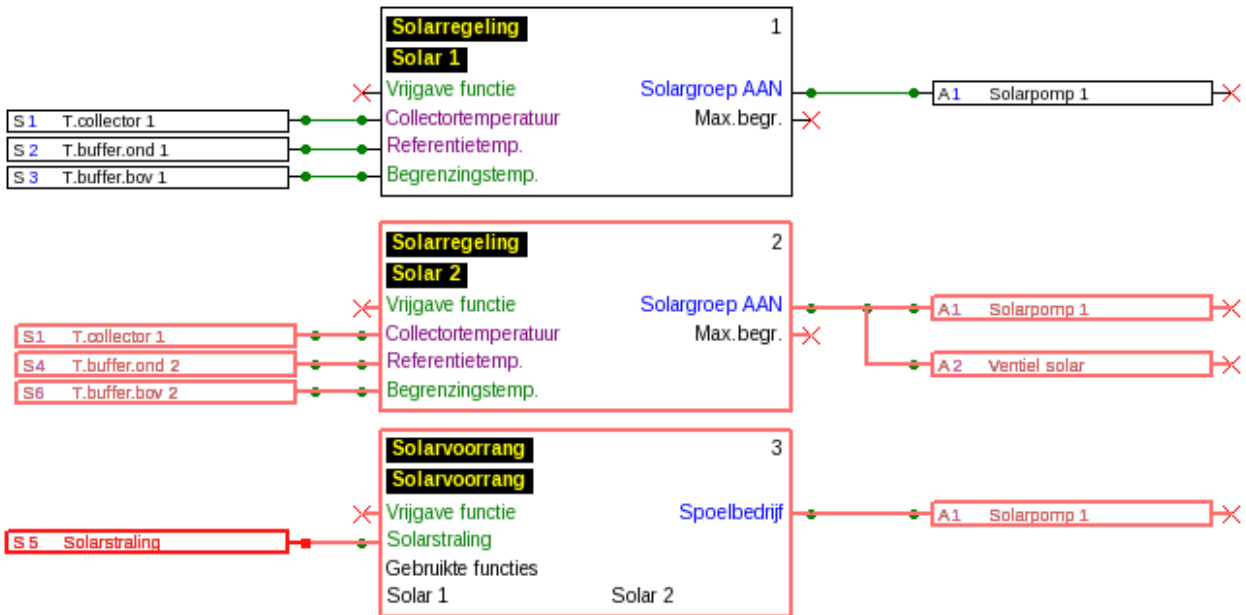 Solarregeling 1
Solar 1
Vrijgave functie Solargroep AAN A1 Solarpomp 1
S1 T.collector 1 Collectortemperatuur Max.begr.
S2 T.buffer.ond 1 Referentietemp.
S3 T.buffer.bov 1 Begrenzingstemp.
Solarregeling 2
Solar 2
Vrijgave functie Solargroep AAN A1 Solarpomp 1
S1 T.collector 1 Collectortemperatuur Max.begr.
S4 T.buffer.ond 2 Referentietemp. A2 Ventiel solar
S6 T.buffer.bov 2 Begrenzingstemp.
Solarvoorrang 3
Solarvoorrang
Vrijgave functie Spoelbedrijf A1 Solarpomp 1
S5 Solarstraling Solarstraling
Gebruikte functies
Solar 1 Solar 2